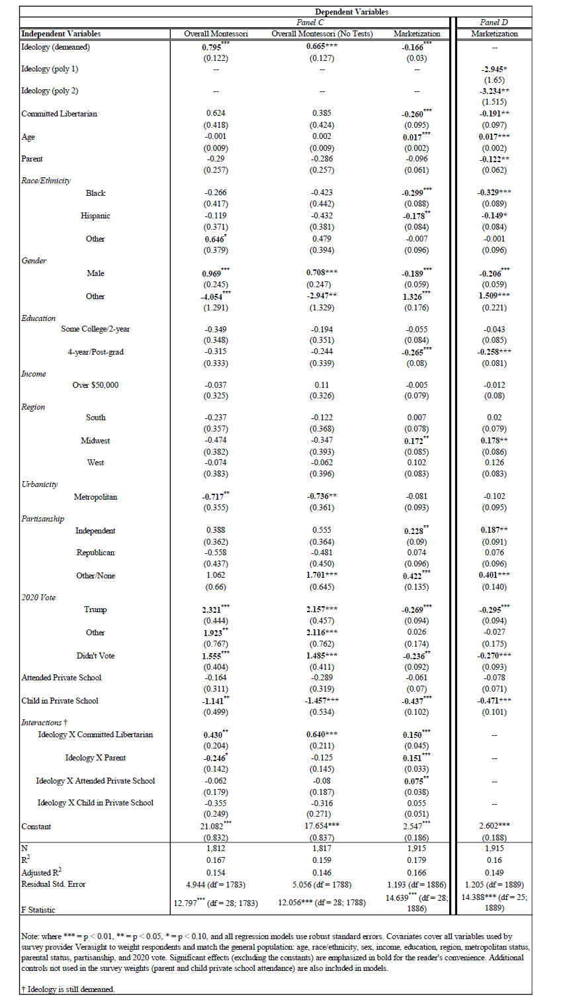 Dependent Variables
Panel C Panel D
Independent Variables Overall Montessori Overall Montessori (No Tests) Marketization Marketization
Ideology (demeaned) 0.795*** 0.665*** -0.166*** --
(0.122) (0.127) (0.03)
Ideology (poly 1) -- -- -- -2.945*
(1.65)
Ideology (poly 2) -- -- -- -3.234**
(1.515)
Committed Libertarian 0.624 0.385 -0.260*** -0.191**
(0.418) (0.424) (0.095) (0.097)
Age -0.001 0.002 0.017*** 0.017***
(0.009) (0.009) (0.002) (0.002)
Parent -0.29 -0.286 -0.096 -0.122**
(0.257) (0.257) (0.061) (0.062)
Race/Ethnicity
Black -0.266 -0.423 -0.299*** -0.329***
(0.417) (0.442) (0.088) (0.089)
Hispanic -0.119 -0.432 -0.178** -0.149*
(0.371) (0.381) (0.084) (0.084)
Other 0.646* 0.479 -0.007 -0.001
(0.379) (0.394) (0.096) (0.096)
Gender
Male 0.969*** 0.708*** -0.189*** -0.206***
(0.245) (0.247) (0.059) (0.059)
Other -4.054*** -2.947** 1.326*** 1.509***
(1.291) (1.329) (0.176) (0.221)
Education
Some College/2-year -0.349 -0.194 -0.055 -0.043
(0.348) (0.351) (0.084) (0.085)
4-year/Post-grad -0.315 -0.244 -0.265*** -0.258***
(0.333) (0.339) (0.08) (0.081)
Income
Over $50,000 -0.037 0.11 -0.005 -0.012
(0.325) (0.326) (0.079) (0.08)
Region
South -0.237 -0.122 0.007 0.02
(0.357) (0.368) (0.078) (0.079)
Midwest -0.474 -0.347 0.172** 0.178**
(0.382) (0.393) (0.085) (0.086)
West -0.074 -0.062 0.102 0.126
(0.383) (0.396) (0.083) (0.083)
Urbanicity
Metropolitan -0.717** -0.736** -0.081 -0.102
(0.355) (0.361) (0.093) (0.095)
Partisanship
Independent 0.388 0.555 0.228** 0.187**
(0.362) (0.364) (0.09) (0.091)
Republican -0.558 -0.481 0.074 0.076
(0.437) (0.450) (0.096) (0.096)
Other/None 1.062 1.701*** 0.422*** 0.401***
(0.66) (0.645) (0.135) (0.140)
2020 Vote
Trump 2.321*** 2.157*** -0.269*** -0.295***
(0.444) (0.457) (0.094) (0.094)
Other 1.923** 2.116*** 0.026 -0.027
(0.767) (0.762) (0.174) (0.175)
Didn't Vote 1.555*** 1.485*** -0.236** -0.270***
(0.404) (0.411) (0.092) (0.093)
Attended Private School -0.164 -0.289 -0.061 -0.078
(0.311) (0.319) (0.07) (0.071)
Child in Private School -1.141** -1.457*** -0.437*** -0.471***
(0.499) (0.534) (0.102) (0.101)
Interactions †
Ideology X Committed Libertarian 0.430** 0.640*** 0.150*** --
(0.204) (0.211) (0.045)
Ideology X Parent -0.246* -0.125 0.151*** --
(0.142) (0.145) (0.033)
Ideology X Attended Private School -0.062 -0.08 0.075** --
(0.179) (0.187) (0.038)
Ideology X Child in Private School -0.355 -0.316 0.055 --
(0.249) (0.271) (0.051)
Constant 21.082*** 17.654*** 2.547*** 2.602***
(0.832) (0.837) (0.186) (0.188)
N 1,812 1,817 1,915 1,915
R2 0.167 0.159 0.179 0.16
Adjusted R2 0.154 0.146 0.166 0.149
Residual Std. Error 4.944 (df = 1783) 5.056 (df = 1788) 1.193 (df = 1886) 1.205 (df = 1889)
F Statistic 12.797*** (df = 28; 1783) 12.056*** (df = 28; 1788) 14.639*** (df = 28; 1886) 14.388*** (df = 25; 1889)
Note: where *** = p < 0.01, ** = p < 0.05, * = p < 0.10, and all regression models use robust standard errors. Covariates cover all variables used by
survey provider Verasight to weight respondents and match the general population: age, race/ethnicity, sex, income, education, region, metropolitan status,
parental status, partisanship, and 2020 vote. Significant effects (excluding the constants) are emphasized in bold for the reader's convenience. Additional
controls not used in the survey weights (parent and child private school attendance) are also included in models.
† Ideology is still demeaned.